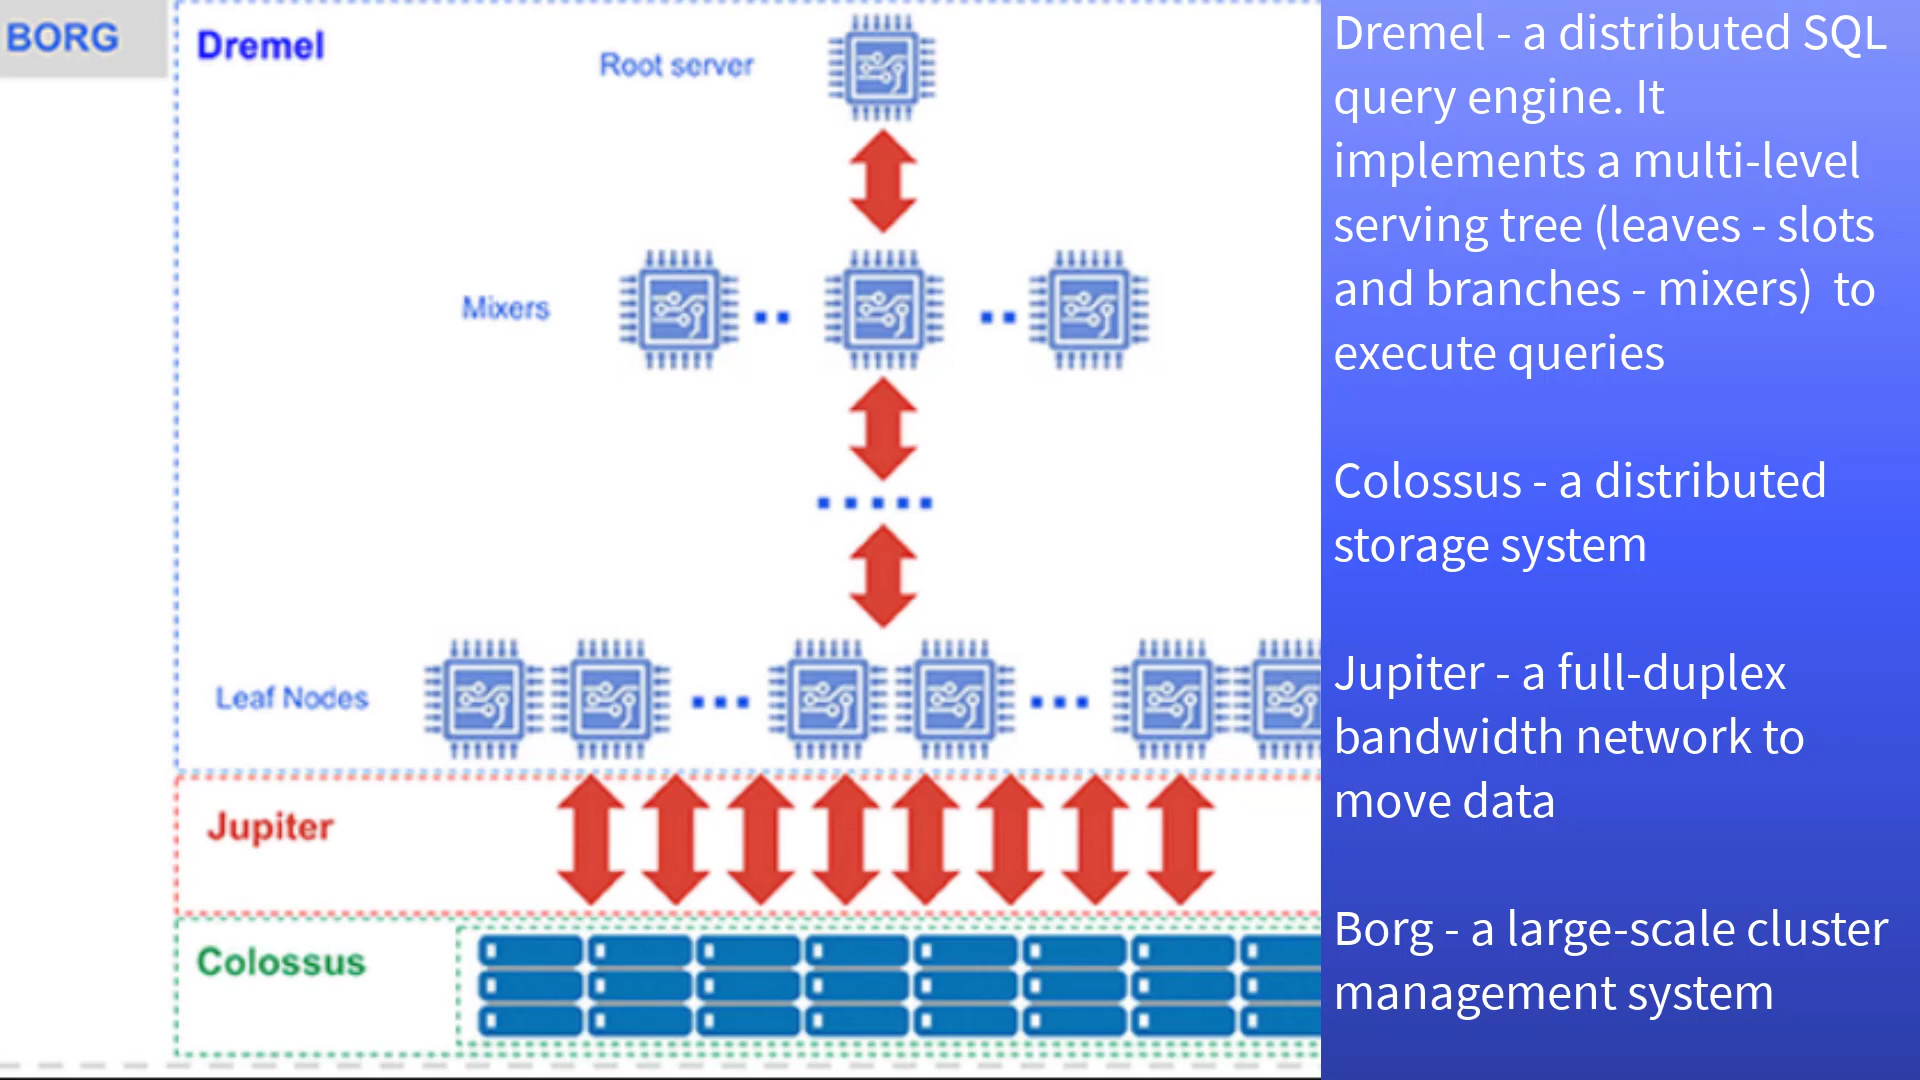 BORG
Dremel
Root server
Mixers
Leaf Nodes
Jupiter
Colossus
Dremel - a distributed SQL
query engine. It
implements a multi-level
serving tree (leaves - slots
and branches - mixers)  to
execute queries
Colossus - a distributed
storage system
Jupiter - a full-duplex
bandwidth network to
move data
Borg - a large-scale cluster
management system